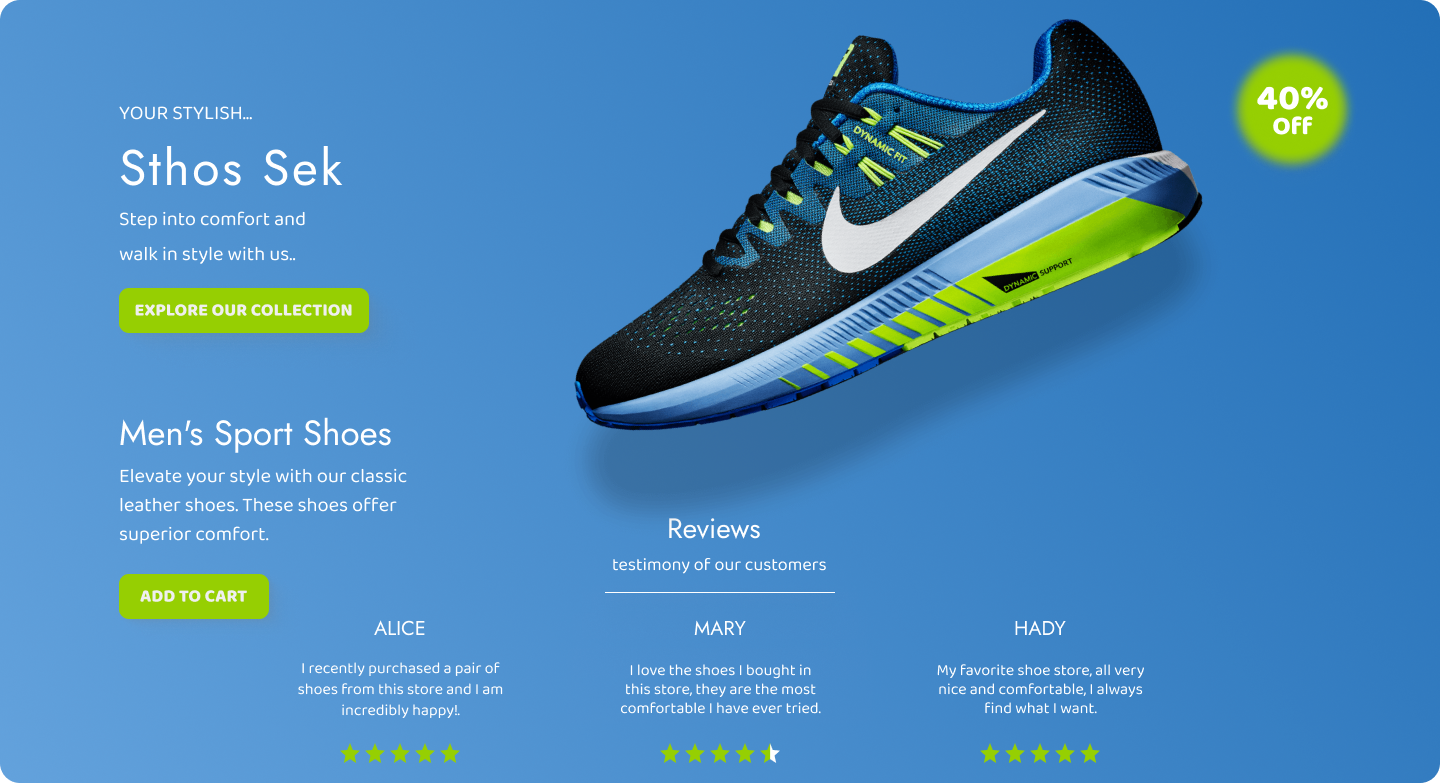 YOUR STYLISH...
Sthos Sek
Step into comfort and
walk in style with us..
EXPLORE OUR COLLECTION
DYNAMIC FIT
DYNAMIC SUPPORT
40%
Off
Men's Sport Shoes
Elevate your style with our classic
leather shoes. These shoes offer
superior comfort.
ADD TO CART
Reviews
testimony of our customers
ALICE
I recently purchased a pair of
shoes from this store and I am
incredibly happy!.
MARY
I love the shoes I bought in
this store, they are the most
comfortable I have ever tried.
HADY
My favorite shoe store, all very
nice and comfortable, I always
find what I want.